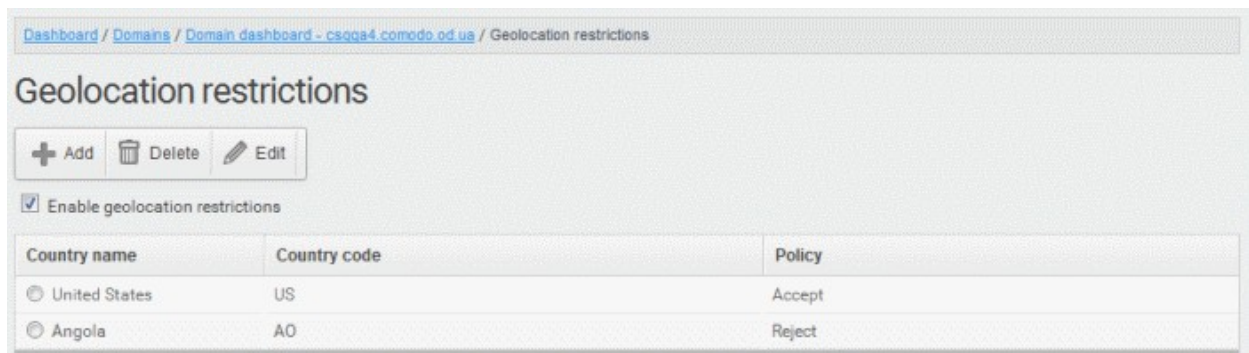 Dashboard / Domains / Domain dashboard - csqqa4.comodo.od.ua / Geolocation restrictions
Geolocation restrictions
Add Delete Edit
Enable geolocation restrictions
Country name Country code Policy
United States US Accept
Angola AO Reject